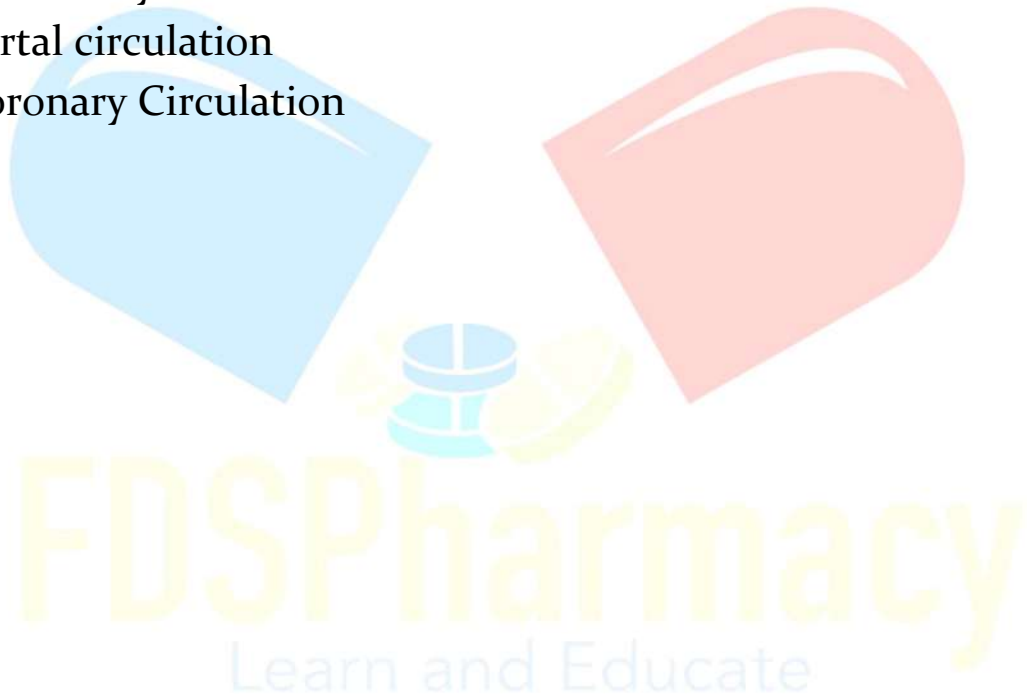 rtal circulation
oronary Circulation
FDSPharmacy
Learn and Educate